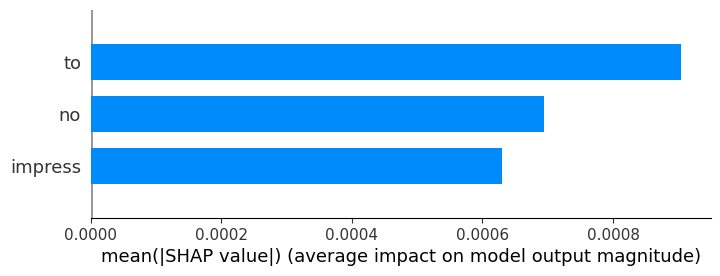 to
no
impress
0.0000 0.0002 0.0004 0.0006 0.0008
mean(|SHAP value|) (average impact on model output magnitude)